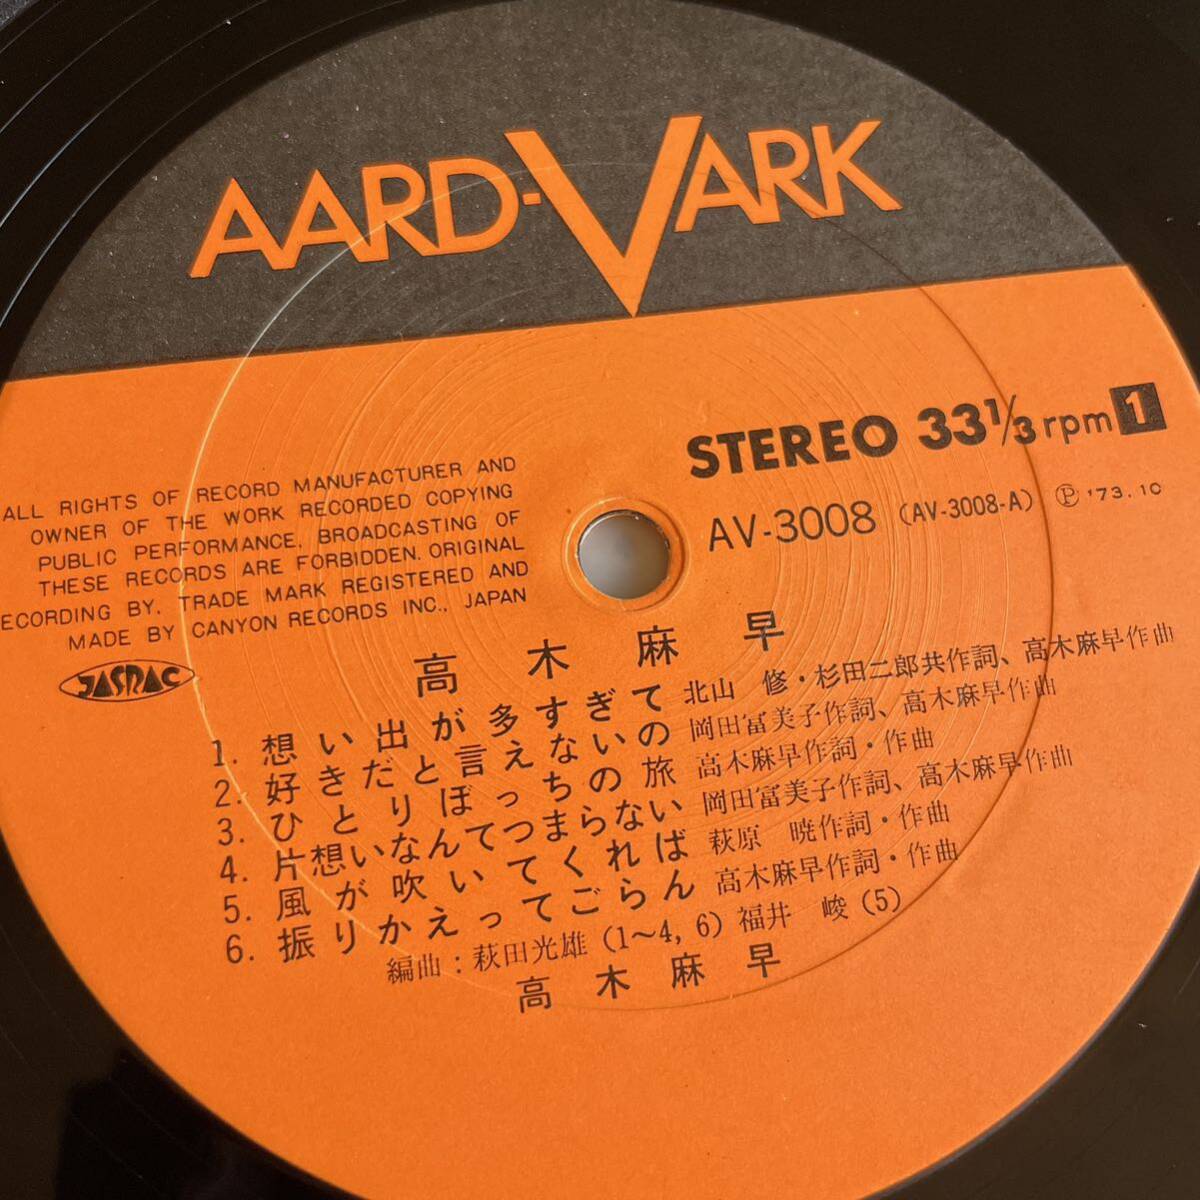 AARD-VARK
STEREO 33⅓ rpm 1
AV-3008 (AV-3008-A) Ⓟ '73.10
ALL RIGHTS OF RECORD MANUFACTURER AND
OWNER OF THE WORK RECORDED COPYING
PUBLIC PERFORMANCE, BROADCASTING OF
THESE RECORDS ARE FORBIDDEN. ORIGINAL
ECORDING BY, TRADE MARK REGISTERED AND
MADE BY CANYON RECORDS INC., JAPAN
JASRAC
高木麻早
1. 想い出が多すぎて 北山 修・杉田二郎共作詞、高木麻早作曲
2. 好きだと言えないの 岡田冨美子作詞、高木麻早作曲
3. ひとりぼっちの旅 高木麻早作詞・作曲
4. 片想いなんてつまらない 岡田冨美子作詞、高木麻早作曲
5. 風が吹いてくれば 萩原 暁作詞・作曲
6. 振りかえってごらん 高木麻早作詞・作曲
編曲：萩田光雄(1〜4, 6) 福井 峻(5)
高木麻早